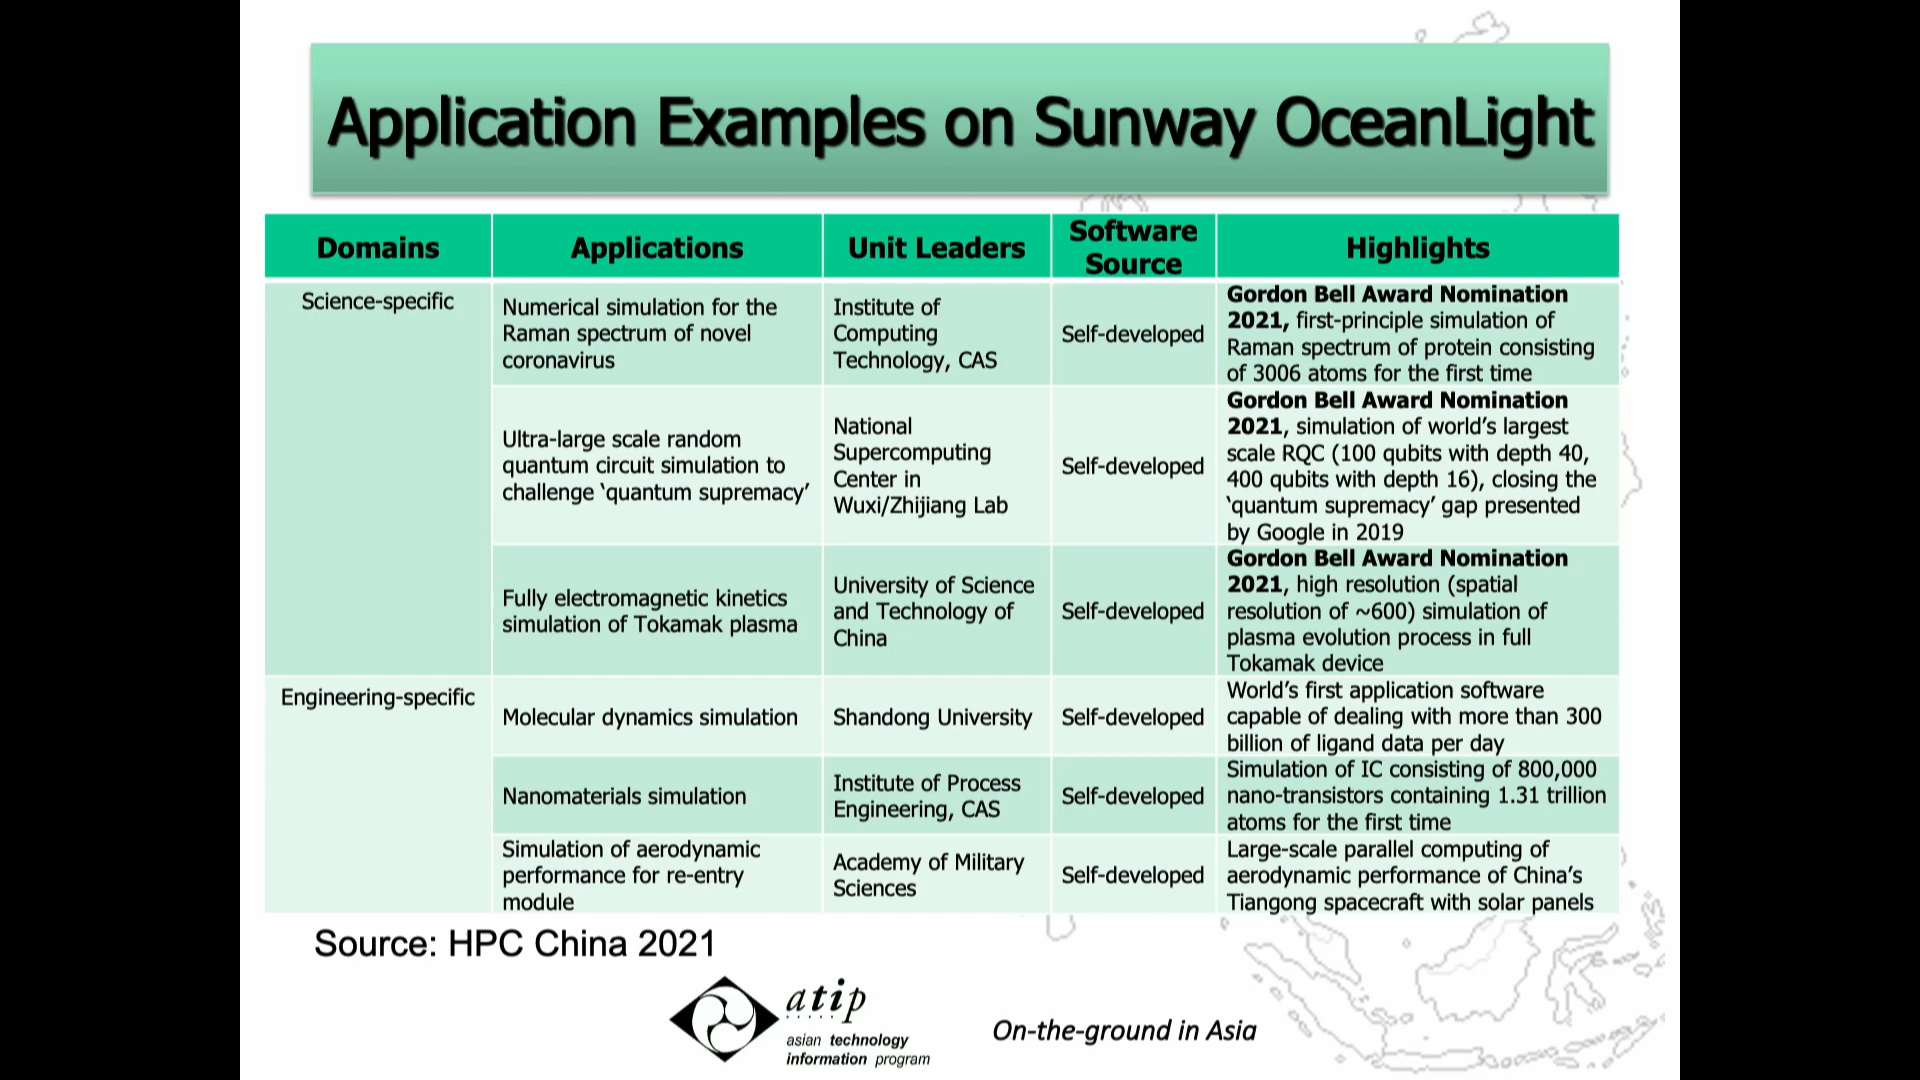 Application Examples on Sunway OceanLight
Domains
Applications
Unit Leaders
Software
Source
Highlights
Science-specific
Numerical simulation for the
Raman spectrum of novel
coronavirus
Institute of
Computing
Technology, CAS
Self-developed
Gordon Bell Award Nomination
2021, first-principle simulation of
Raman spectrum of protein consisting
of 3006 atoms for the first time
Ultra-large scale random
quantum circuit simulation to
challenge ‘quantum supremacy’
National
Supercomputing
Center in
Wuxi/Zhijiang Lab
Self-developed
Gordon Bell Award Nomination
2021, simulation of world’s largest
scale RQC (100 qubits with depth 40,
400 qubits with depth 16), closing the
‘quantum supremacy’ gap presented
by Google in 2019
Fully electromagnetic kinetics
simulation of Tokamak plasma
University of Science
and Technology of
China
Self-developed
Gordon Bell Award Nomination
2021, high resolution (spatial
resolution of ~600) simulation of
plasma evolution process in full
Tokamak device
Engineering-specific
Molecular dynamics simulation
Shandong University
Self-developed
World’s first application software
capable of dealing with more than 300
billion of ligand data per day
Nanomaterials simulation
Institute of Process
Engineering, CAS
Self-developed
Simulation of IC consisting of 800,000
nano-transistors containing 1.31 trillion
atoms for the first time
Simulation of aerodynamic
performance for re-entry
module
Academy of Military
Sciences
Self-developed
Large-scale parallel computing of
aerodynamic performance of China’s
Tiangong spacecraft with solar panels
Source: HPC China 2021
atip
asian technology
information program
On-the-ground in Asia